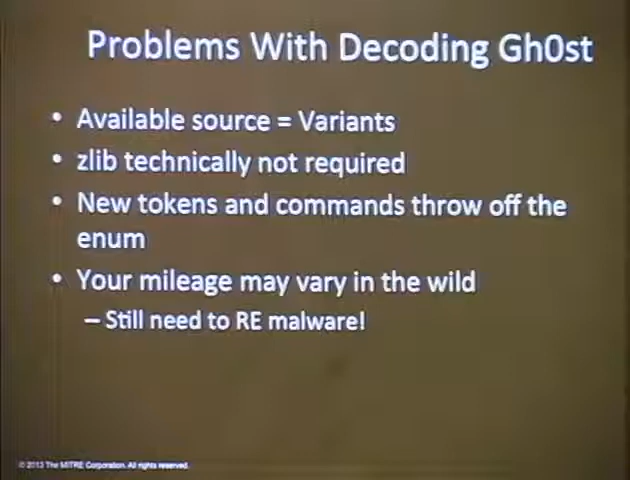 Problems With Decoding Gh0st
• Available source = Variants
• zlib technically not required
• New tokens and commands throw off the
enum
• Your mileage may vary in the wild
– Still need to RE malware!
© 2013 The MITRE Corporation. All rights reserved.